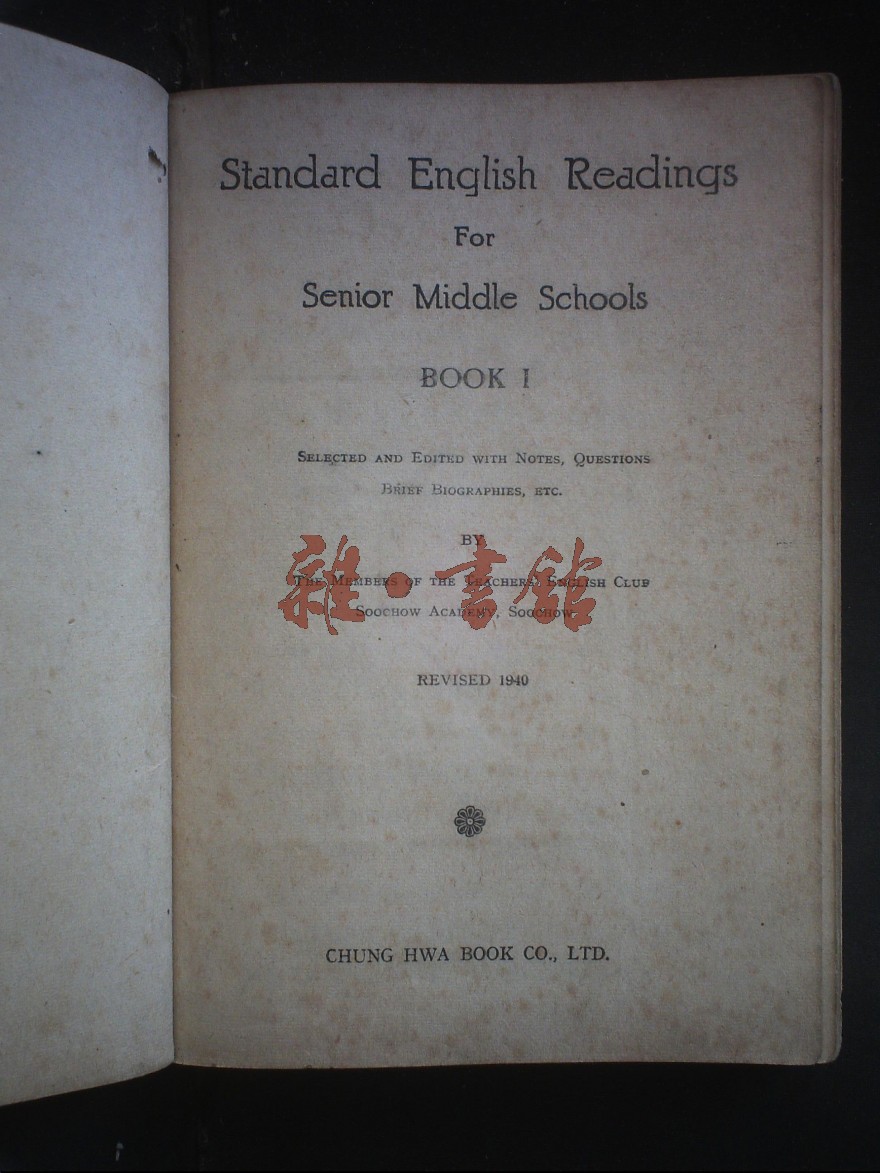 Standard English Readings
For
Senior Middle Schools
BOOK I
SELECTED AND EDITED WITH NOTES, QUESTIONS
BRIEF BIOGRAPHIES, ETC.
BY
THE MEMBERS OF THE TEACHERS' ENGLISH CLUB
SOOCHOW ACADEMY, SOOCHOW
雜·書館
REVISED 1940
CHUNG HWA BOOK CO., LTD.